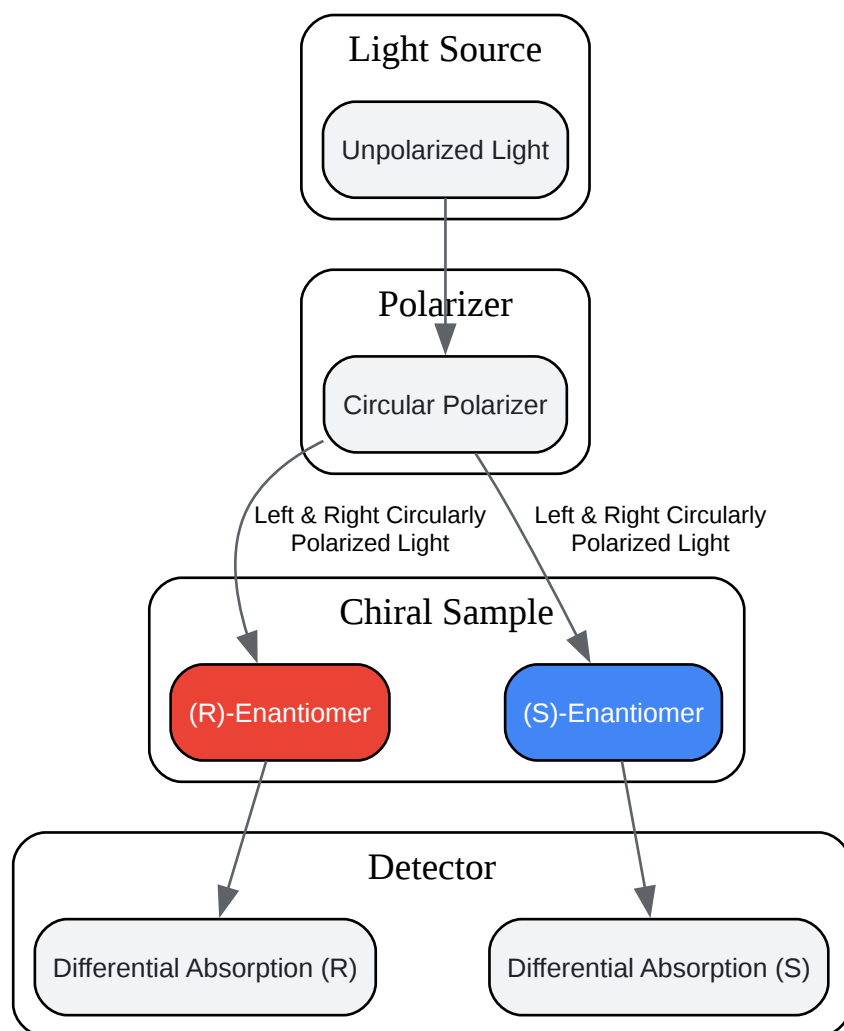 Light Source
Unpolarized Light
Polarizer
Circular Polarizer
Left & Right Circularly
Polarized Light
Left & Right Circularly
Polarized Light
Chiral Sample
(R)-Enantiomer
(S)-Enantiomer
Detector
Differential Absorption (R)
Differential Absorption (S)